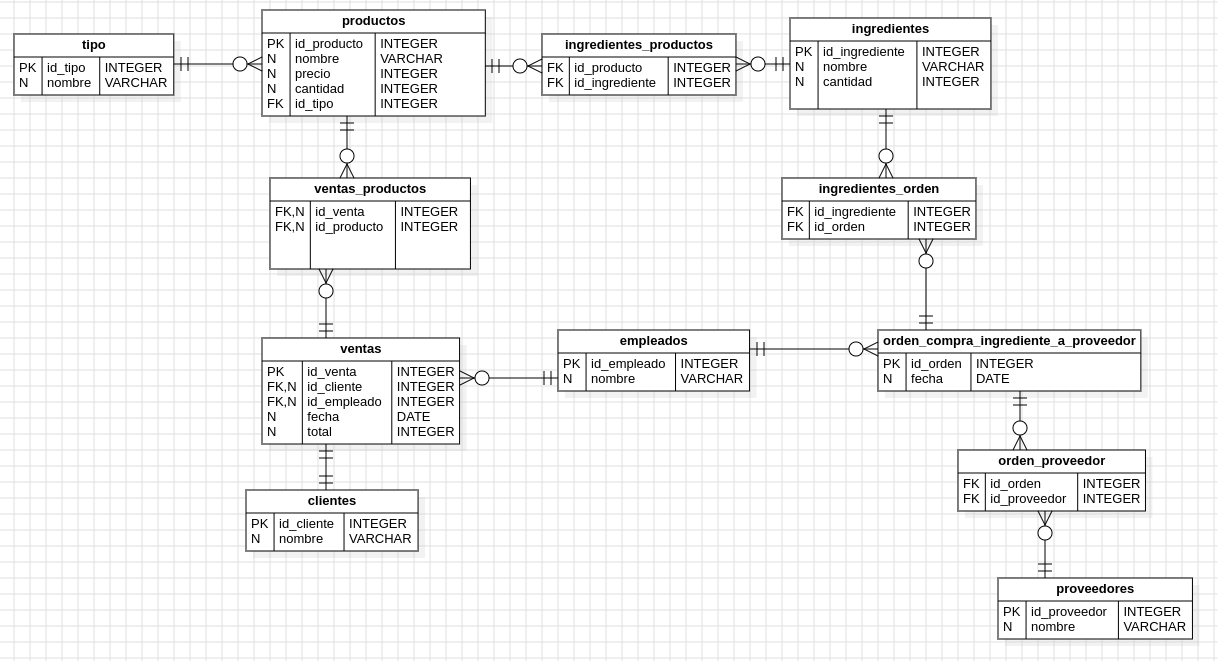 tipo
PK id_tipo INTEGER
N nombre VARCHAR
productos
PK id_producto INTEGER
N nombre VARCHAR
N precio INTEGER
N cantidad INTEGER
FK id_tipo INTEGER
ingredientes_productos
FK id_producto INTEGER
FK id_ingrediente INTEGER
ingredientes
PK id_ingrediente INTEGER
N nombre VARCHAR
N cantidad INTEGER
ventas_productos
FK,N id_venta INTEGER
FK,N id_producto INTEGER
ingredientes_orden
FK id_ingrediente INTEGER
FK id_orden INTEGER
ventas
PK id_venta INTEGER
FK,N id_cliente INTEGER
FK,N id_empleado INTEGER
N fecha DATE
N total INTEGER
empleados
PK id_empleado INTEGER
N nombre VARCHAR
orden_compra_ingrediente_a_proveedor
PK id_orden INTEGER
N fecha DATE
clientes
PK id_cliente INTEGER
N nombre VARCHAR
orden_proveedor
FK id_orden INTEGER
FK id_proveedor INTEGER
proveedores
PK id_proveedor INTEGER
N nombre VARCHAR